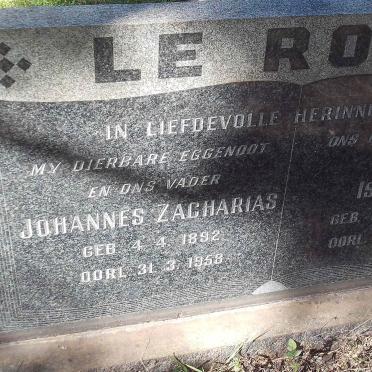 LE RO
IN LIEFDEVOLLE HERINN
MY DIERBARE EGGENOOT
EN ONS VADER
JOHANNES ZACHARIAS
GEB. 4. 4. 1892.
OORL. 31. 3. 1958.
ONS
IS
GEB.
OORL.